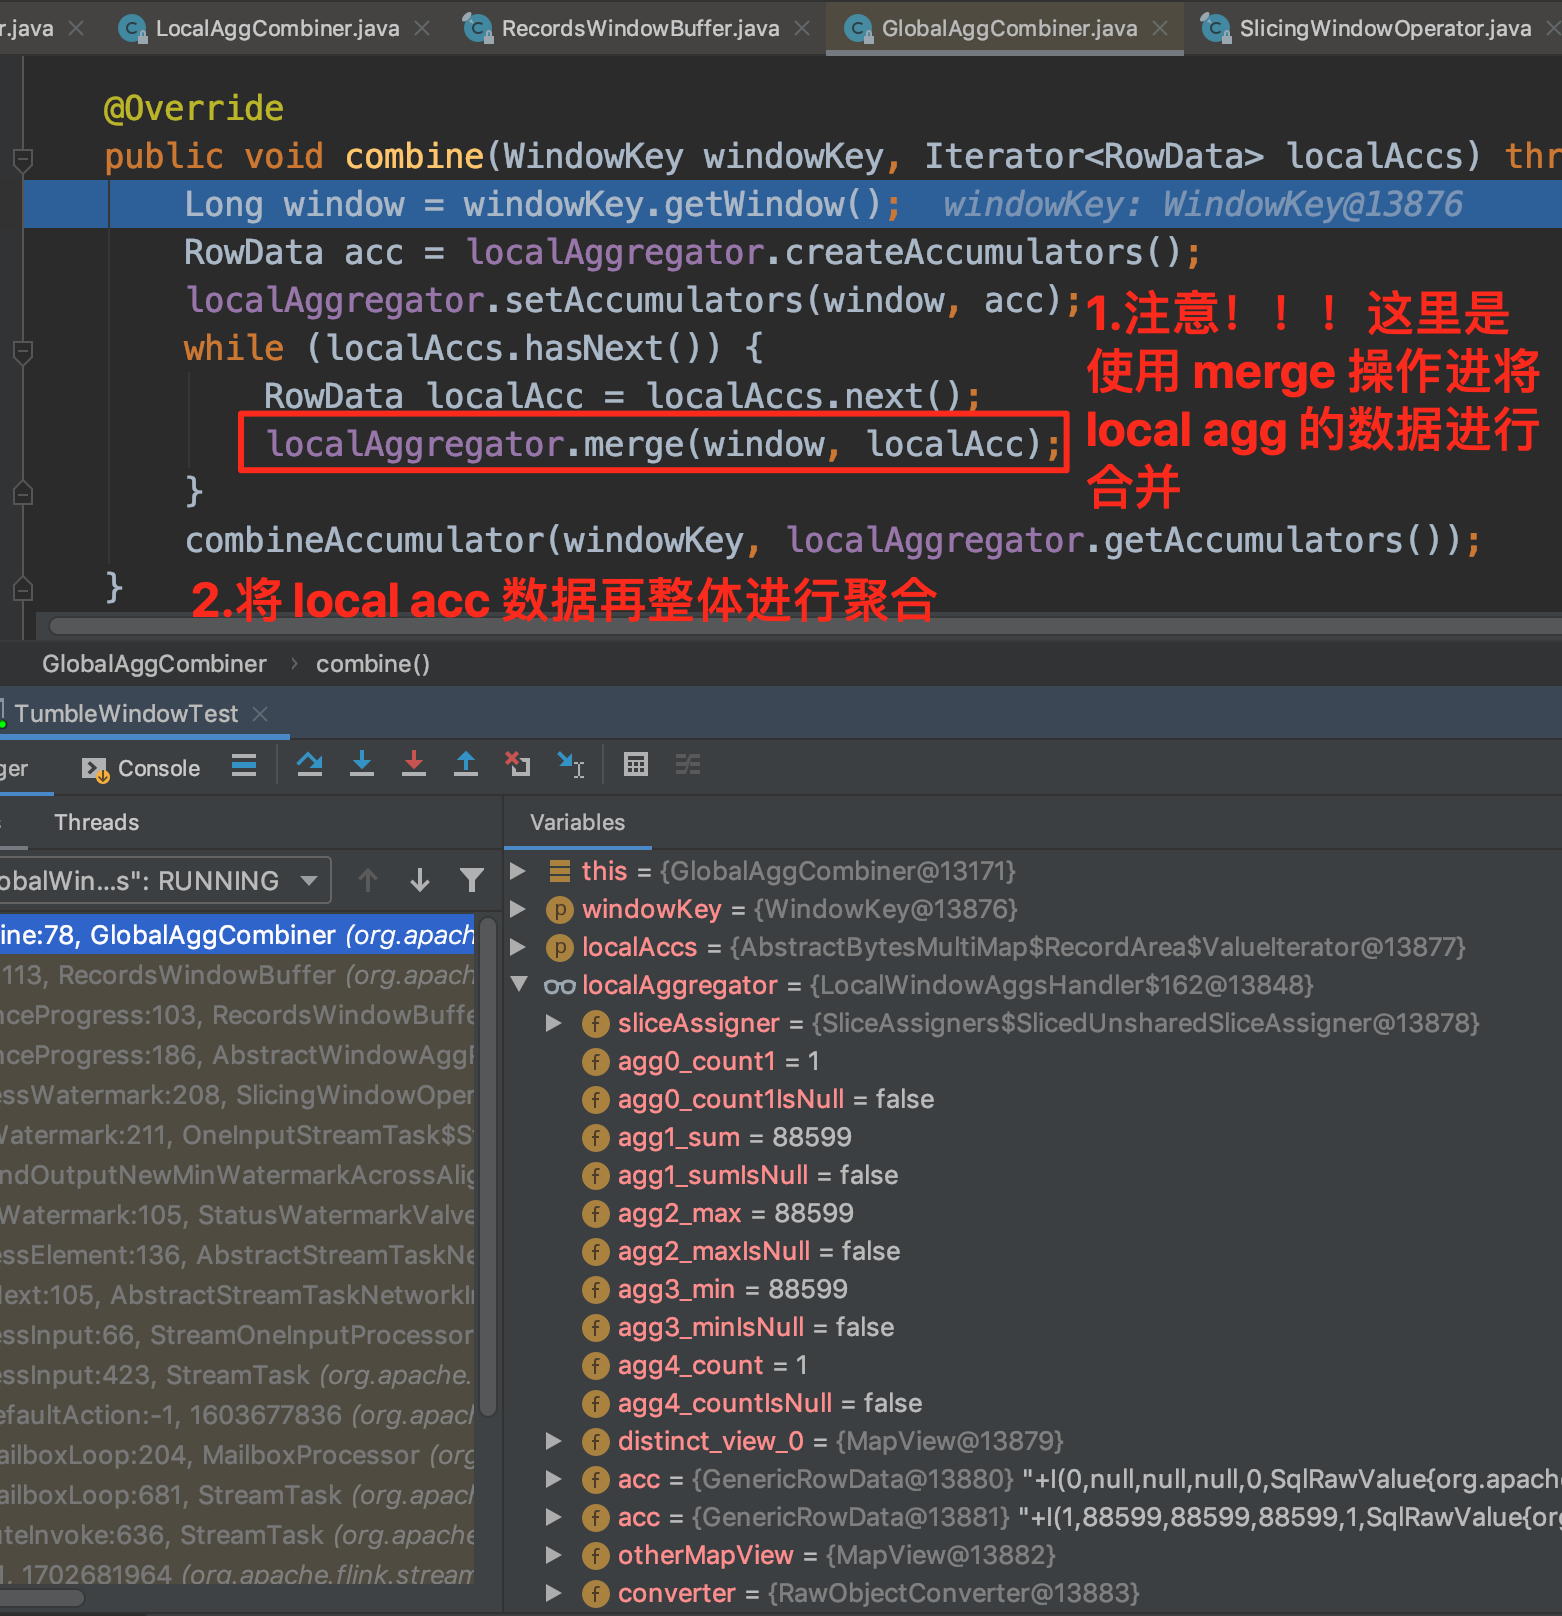 r.java
LocalAggCombiner.java
RecordsWindowBuffer.java
GlobalAggCombiner.java
SlicingWindowOperator.java
@Override
public void combine(WindowKey windowKey, Iterator<RowData> localAccs) thr
Long window = windowKey.getWindow(); windowKey: WindowKey@13876
RowData acc = localAggregator.createAccumulators();
localAggregator.setAccumulators(window, acc);
while (localAccs.hasNext()) {
RowData localAcc = localAccs.next();
localAggregator.merge(window, localAcc);
}
combineAccumulator(windowKey, localAggregator.getAccumulators());
}
1.注意！！！这里是
使用 merge 操作进将
local agg 的数据进行
合并
2.将 local acc 数据再整体进行聚合
GlobalAggCombiner
combine()
TumbleWindowTest
ger
Console
Threads
obalWin...s": RUNNING
ine:78, GlobalAggCombiner (org.apach
113, RecordsWindowBuffer (org.apach
nceProgress:103, RecordsWindowBuffe
nceProgress:186, AbstractWindowAggP
essWatermark:208, SlicingWindowOper
Watermark:211, OneInputStreamTask$St
ndOutputNewMinWatermarkAcrossAlig
Watermark:105, StatusWatermarkValve
essElement:136, AbstractStreamTaskNe
Next:105, AbstractStreamTaskNetworkIn
essInput:66, StreamOneInputProcessor
essInput:423, StreamTask (org.apache.
efaultAction:-1, 1603677836 (org.apach
ailboxLoop:204, MailboxProcessor (org
ailboxLoop:681, StreamTask (org.apach
uteInvoke:636, StreamTask (org.apache
1, 1702681964 (org.apache.flink.stream
Variables
this = {GlobalAggCombiner@13171}
windowKey = {WindowKey@13876}
localAccs = {AbstractBytesMultiMap$RecordArea$ValueIterator@13877}
localAggregator = {LocalWindowAggsHandler$162@13848}
sliceAssigner = {SliceAssigners$SlicedUnsharedSliceAssigner@13878}
agg0_count1 = 1
agg0_count1IsNull = false
agg1_sum = 88599
agg1_sumIsNull = false
agg2_max = 88599
agg2_maxIsNull = false
agg3_min = 88599
agg3_minIsNull = false
agg4_count = 1
agg4_countIsNull = false
distinct_view_0 = {MapView@13879}
acc = {GenericRowData@13880} "+I(0,null,null,null,0,SqlRawValue{org.apache
acc = {GenericRowData@13881} "+I(1,88599,88599,88599,1,SqlRawValue{org
otherMapView = {MapView@13882}
converter = {RawObjectConverter@13883}